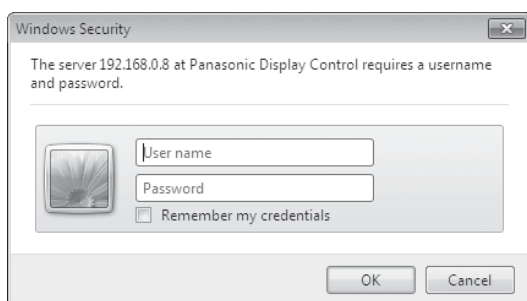 Windows Security
The server 192.168.0.8 at Panasonic Display Control requires a username
and password.
User name
Password
Remember my credentials
OK
Cancel